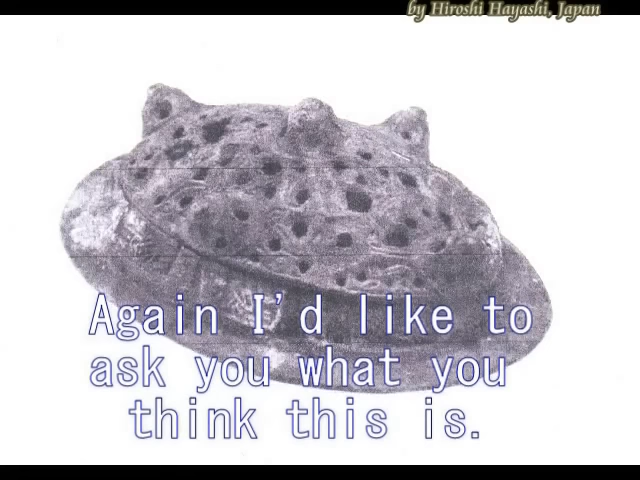 by Hiroshi Hayashi, Japan
Again I'd like to
ask you what you
think this is.